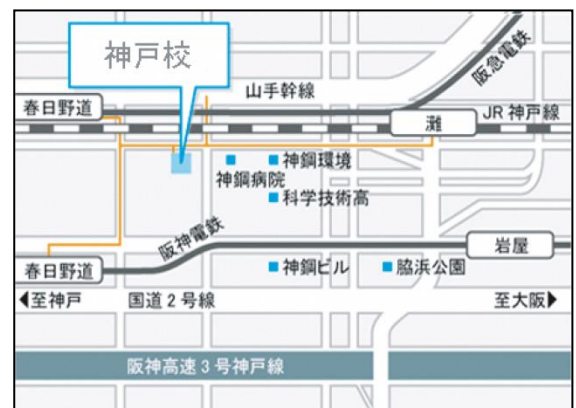 神戸校
阪急電鉄
山手幹線
春日野道
灘
JR 神戸線
神鋼環境
神鋼病院
科学技術高
阪神電鉄
岩屋
春日野道
神鋼ビル
脇浜公園
◀至神戸
国道2号線
至大阪▶
阪神高速3号神戸線